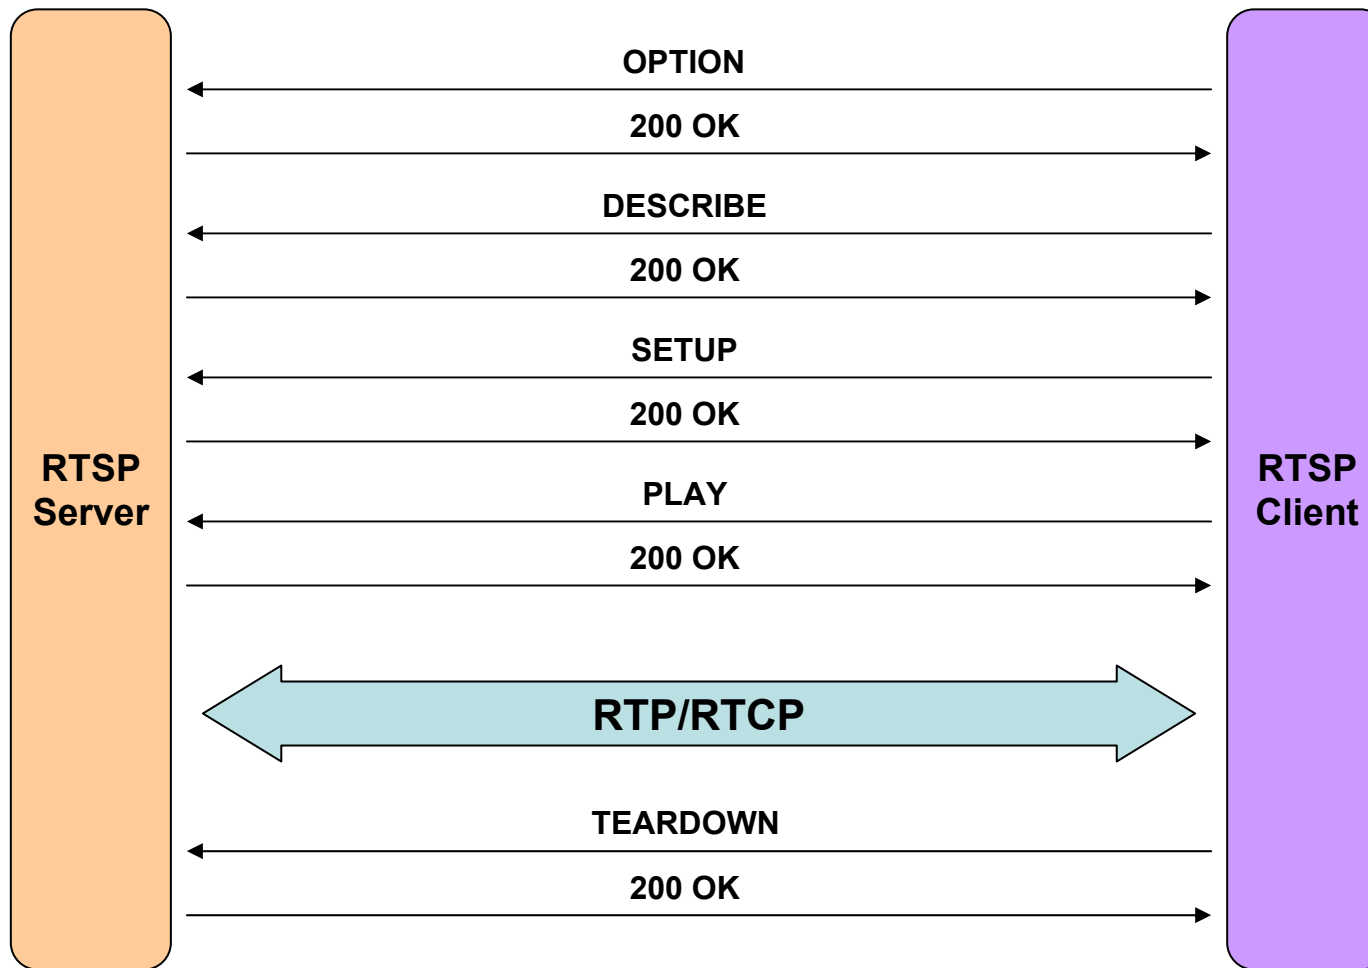 OPTION
200 OK
DESCRIBE
200 OK
SETUP
200 OK
RTSP
Server
RTSP
Client
PLAY
200 OK
RTP/RTCP
TEARDOWN
200 OK